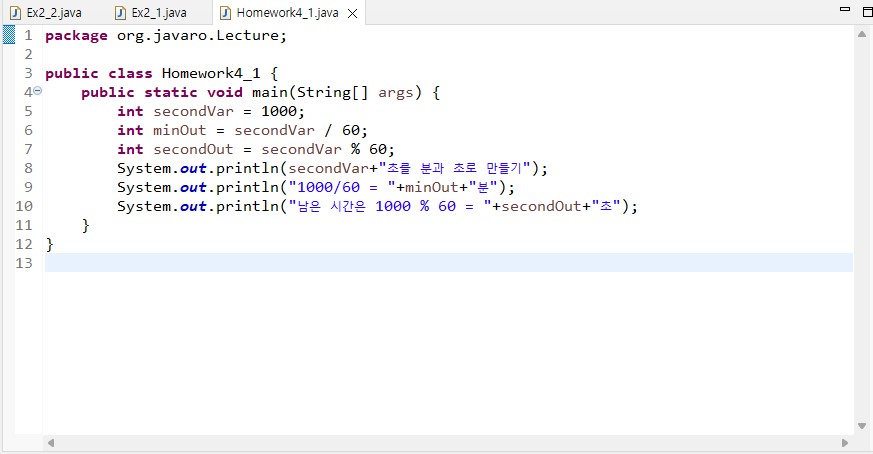 Ex2_2.java Ex2_1.java Homework4_1.java
1 package org.javaro.Lecture;
2
3 public class Homework4_1 {
4 public static void main(String[] args) {
5 int secondVar = 1000;
6 int minOut = secondVar / 60;
7 int secondOut = secondVar % 60;
8 System.out.println(secondVar+"초를 분과 초로 만들기");
9 System.out.println("1000/60 = "+minOut+"분");
10 System.out.println("남은 시간은 1000 % 60 = "+secondOut+"초");
11 }
12 }
13